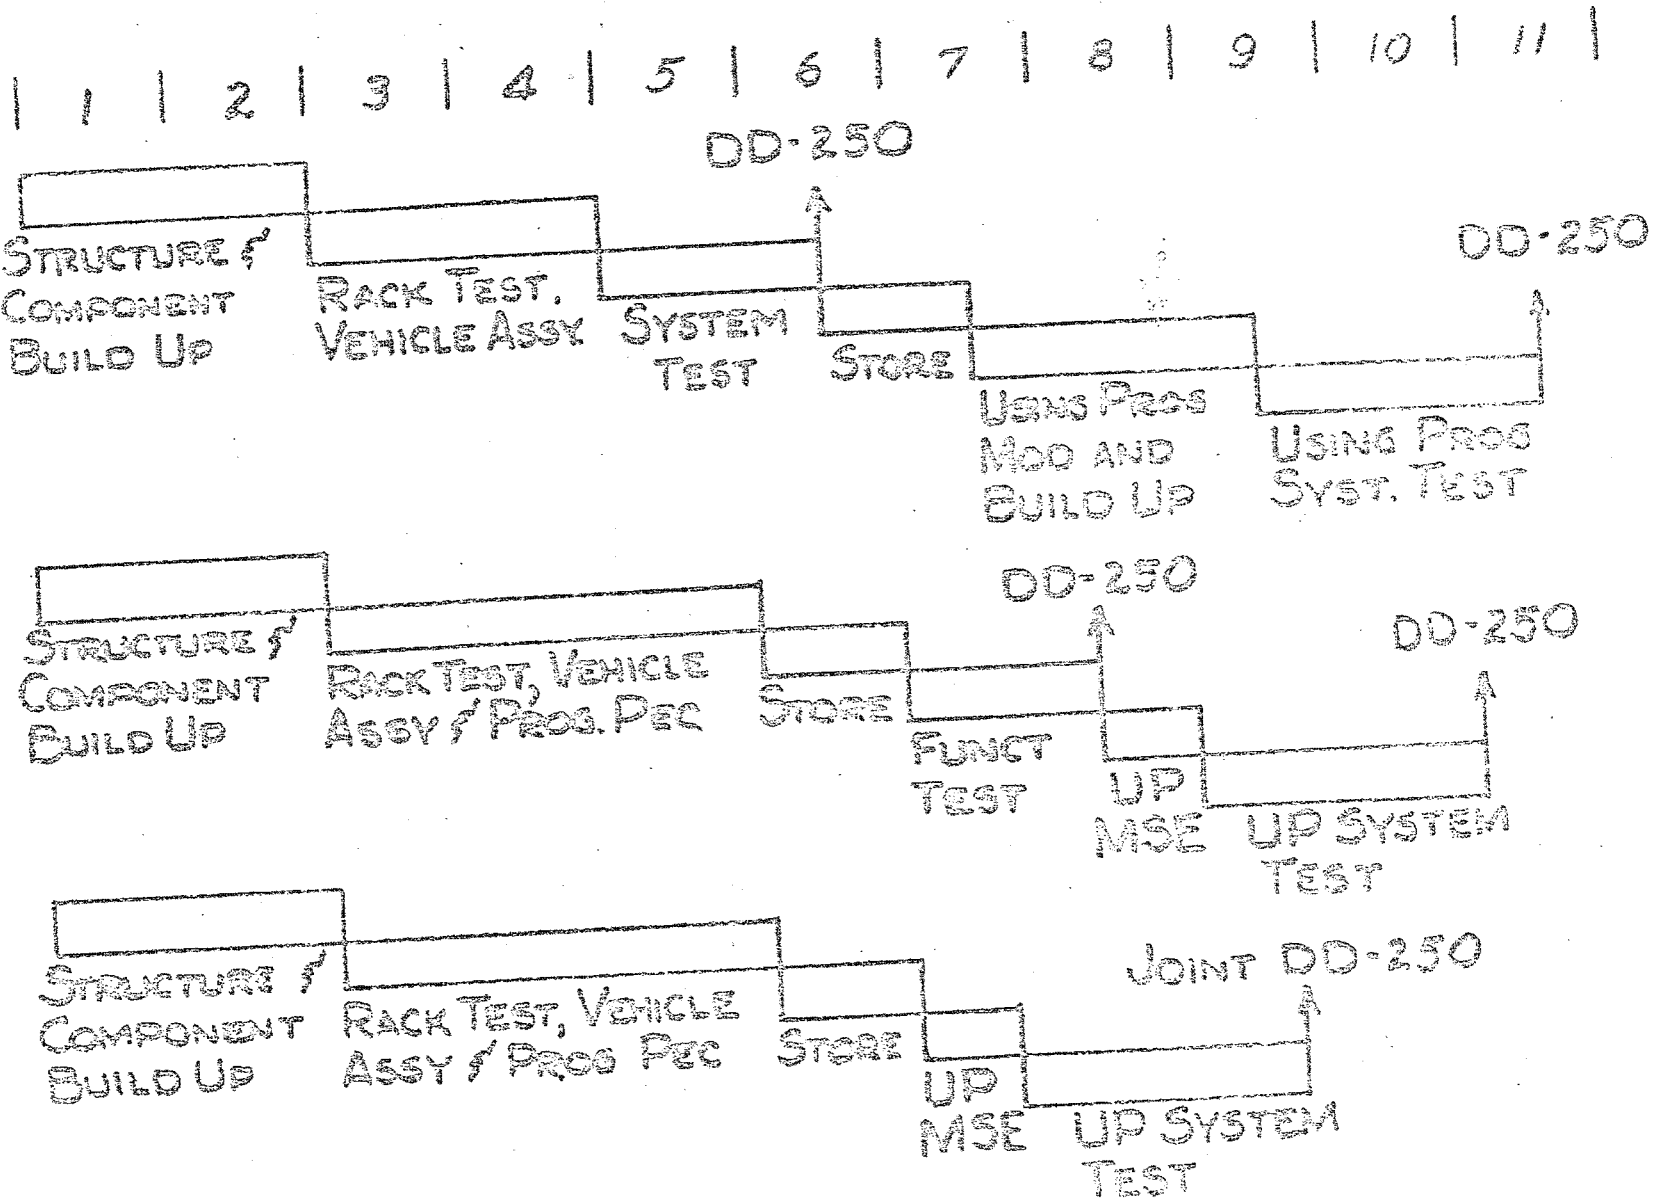 1 2 3 4 5 6 7 8 9 10 11
DD-250
STRUCTURE &
COMPONENT
BUILD UP
RACK TEST.
VEHICLE ASSY
SYSTEM
TEST
STORE
USING PROG
MOD AND
BUILD UP
DD-250
USING PROG
SYST. TEST
STRUCTURE &
COMPONENT
BUILD UP
RACK TEST, VEHICLE
ASSY & PROG. PEC
STORE
FUNCT
TEST
DD-250
UP
MSE
DD-250
UP SYSTEM
TEST
STRUCTURE &
COMPONENT
BUILD UP
RACK TEST, VEHICLE
ASSY & PROG PEC
STORE
UP
MSE
JOINT DD-250
UP SYSTEM
TEST